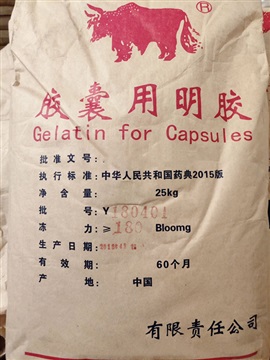 ®
胶囊用明胶
Gelatin for Capsules
批准文号:
执行标准:中华人民共和国药典2015版
净含量: 25kg
批号: Y180101
冻力: ≥180 Bloomg
生产日期:
有效期: 60个月
产地: 中国
有限责任公司